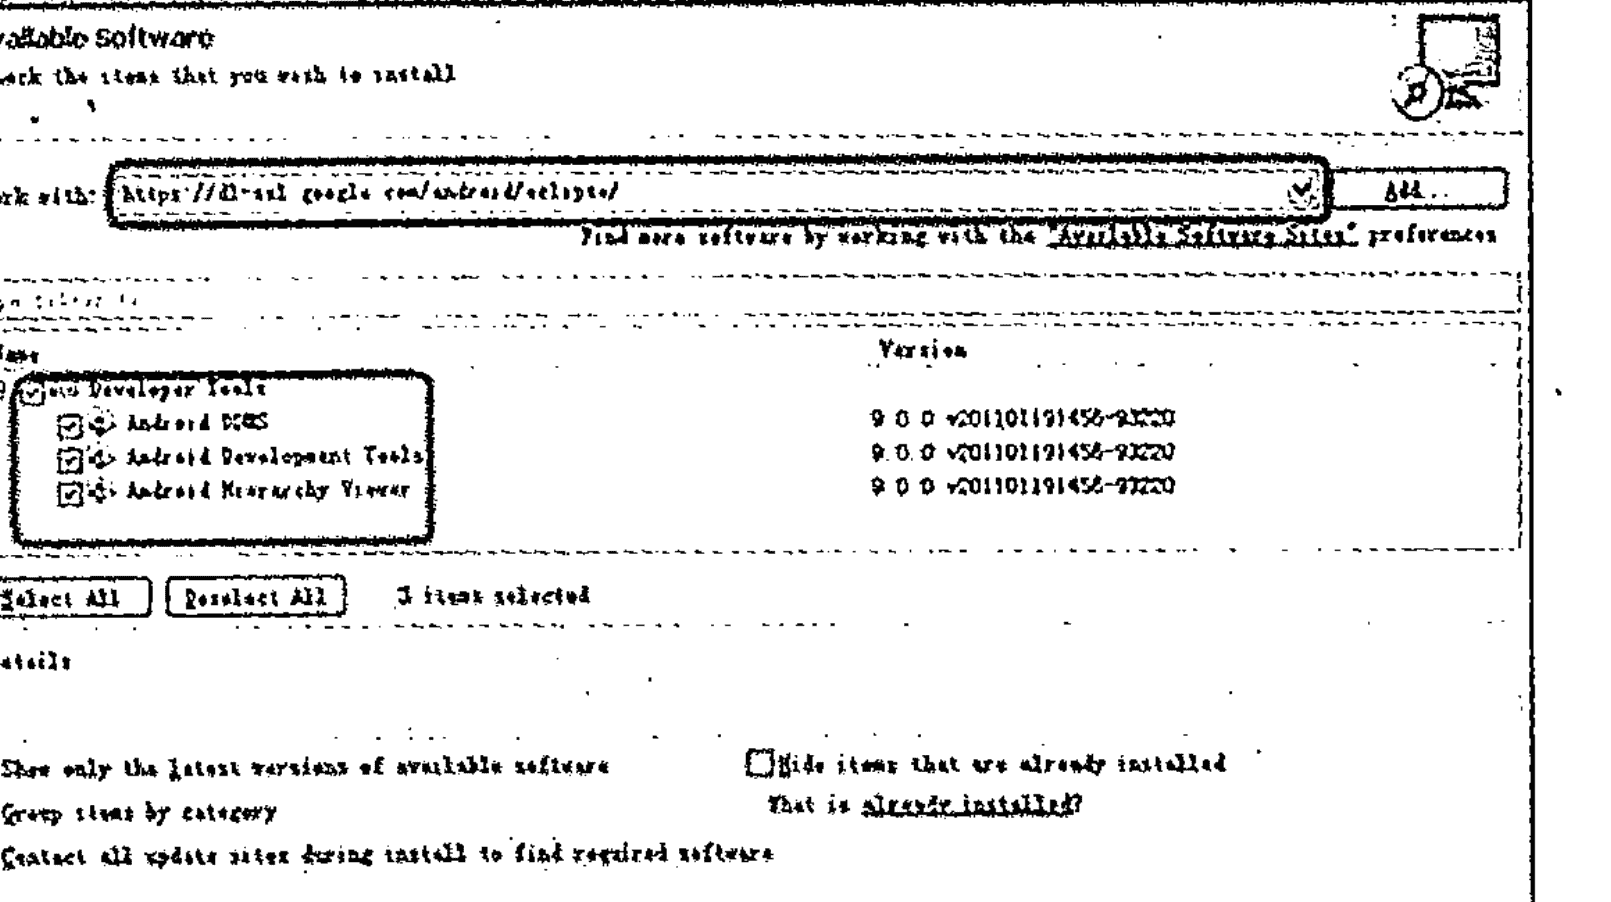 vailable Software
eck the items that you wish to install
rk with: https://dl-ssl.google.com/android/eclipse/ Add...
Find more software by working with the "Available Software Sites" preferences
Name Version
Developer Tools
Android DDMS 9.0.0.v201101191456-93220
Android Development Tools 9.0.0.v201101191456-93220
Android Hierarchy Viewer 9.0.0.v201101191456-93220
Select All Deselect All 3 items selected
etails
Show only the latest versions of available software Hide items that are already installed
Group items by category What is already installed?
Contact all update sites during install to find required software